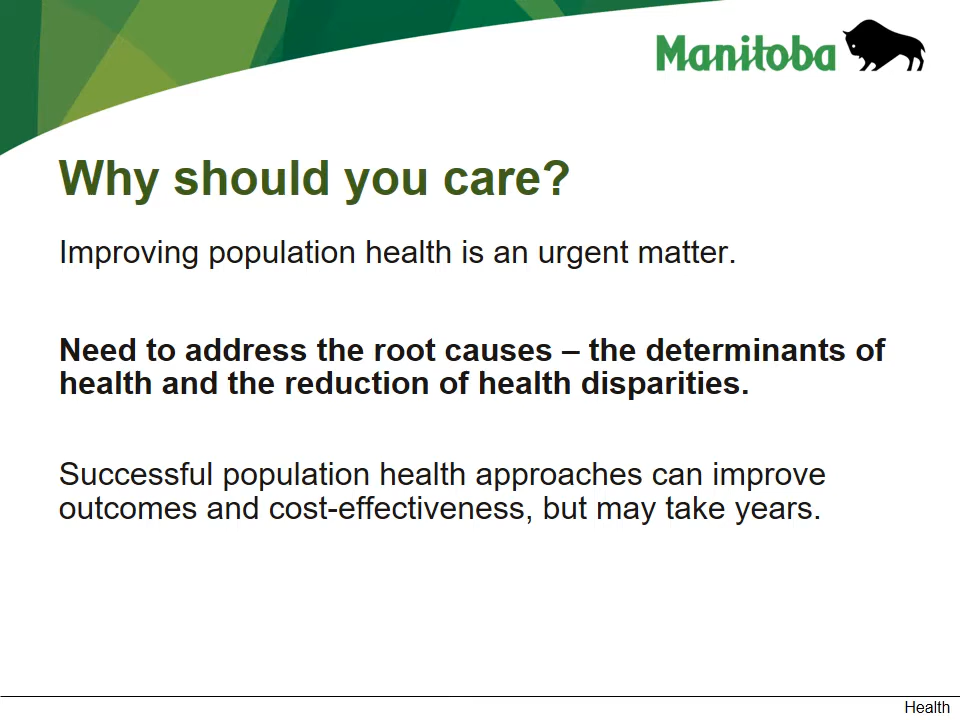 Manitoba
Why should you care?
Improving population health is an urgent matter.
Need to address the root causes – the determinants of
health and the reduction of health disparities.
Successful population health approaches can improve
outcomes and cost-effectiveness, but may take years.
Health